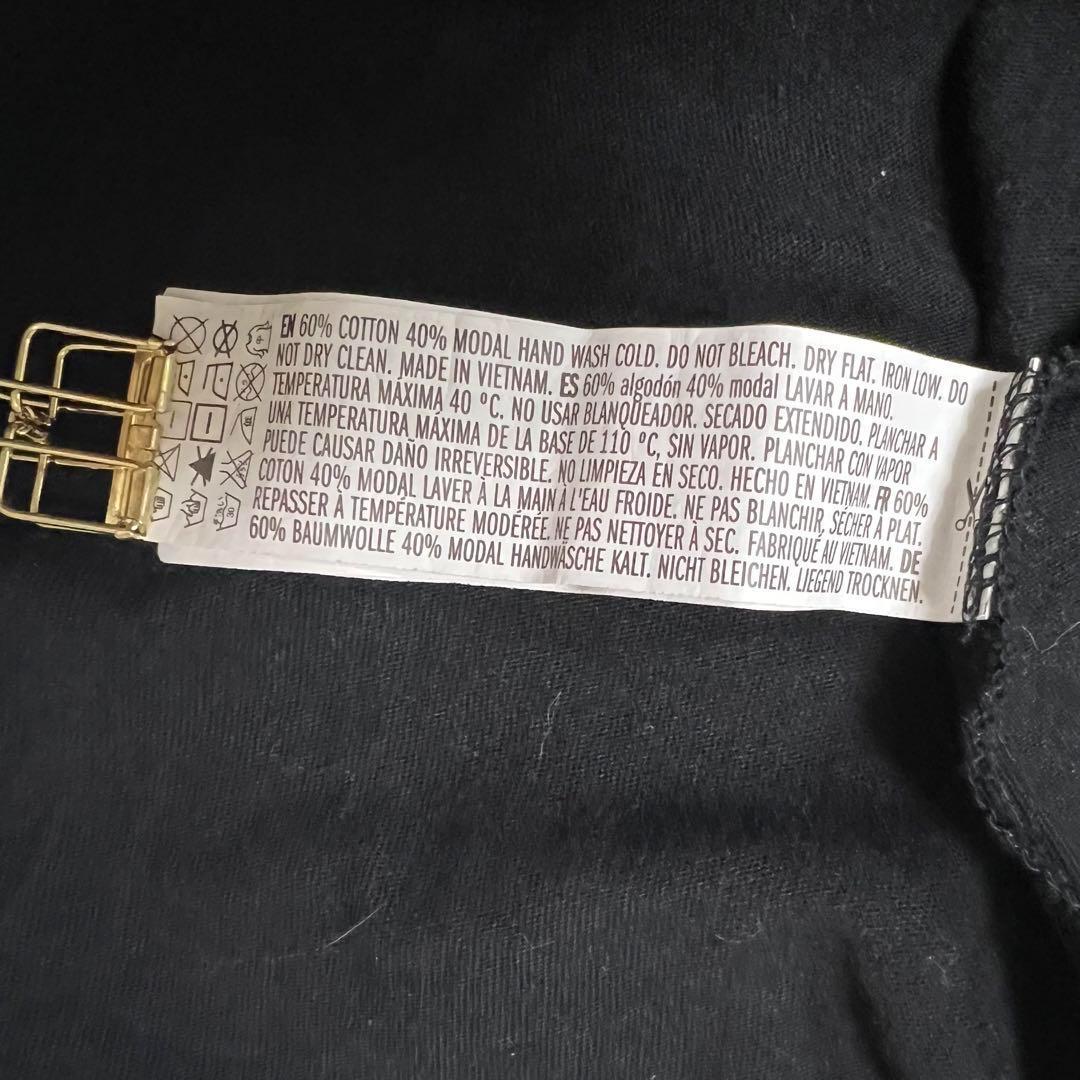 EN 60% COTTON 40% MODAL HAND WASH COLD. DO NOT BLEACH. DRY FLAT. IRON LOW. DO
NOT DRY CLEAN. MADE IN VIETNAM. ES 60% algodón 40% modal LAVAR A MANO.
TEMPERATURA MÁXIMA 40 ºC. NO USAR BLANQUEADOR. SECADO EXTENDIDO. PLANCHAR A
UNA TEMPERATURA MÁXIMA DE LA BASE DE 110 ºC, SIN VAPOR. PLANCHAR CON VAPOR
PUEDE CAUSAR DAÑO IRREVERSIBLE. NO LIMPIEZA EN SECO. HECHO EN VIETNAM. FR 60%
COTON 40% MODAL LAVER À LA MAIN À L'EAU FROIDE. NE PAS BLANCHIR. SÉCHER À PLAT.
REPASSER À TEMPÉRATURE MODÉRÉE. NE PAS NETTOYER À SEC. FABRIQUÉ AU VIETNAM. DE
60% BAUMWOLLE 40% MODAL HANDWÄSCHE KALT. NICHT BLEICHEN. LIEGEND TROCKNEN.